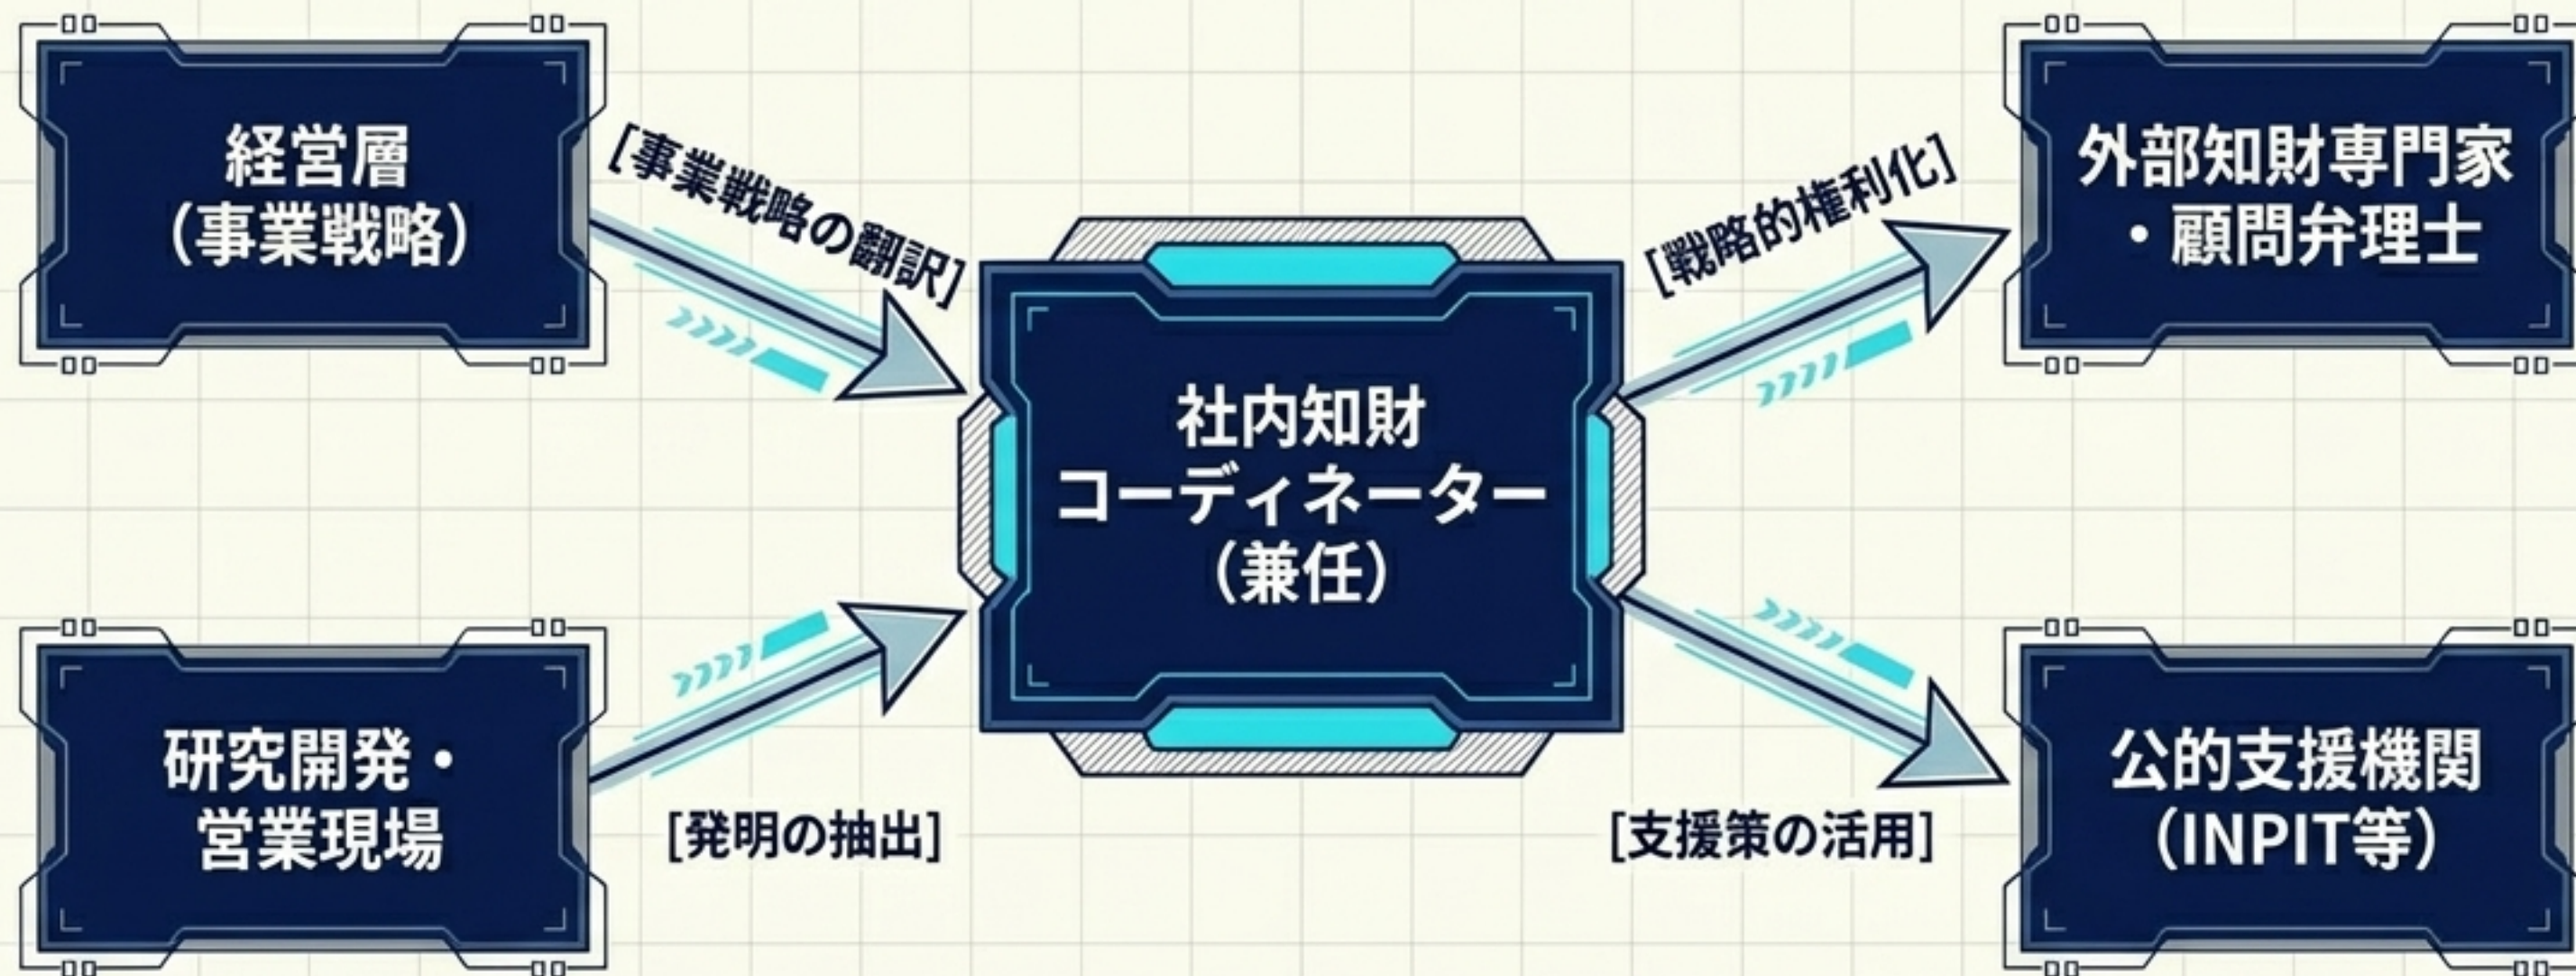 経営層
（事業戦略）
[事業戦略の翻訳]
研究開発・
営業現場
[発明の抽出]
社内知財
コーディネーター
（兼任）
[戦略的権利化]
外部知財専門家
・顧問弁理士
[支援策の活用]
公的支援機関
（INPIT等）